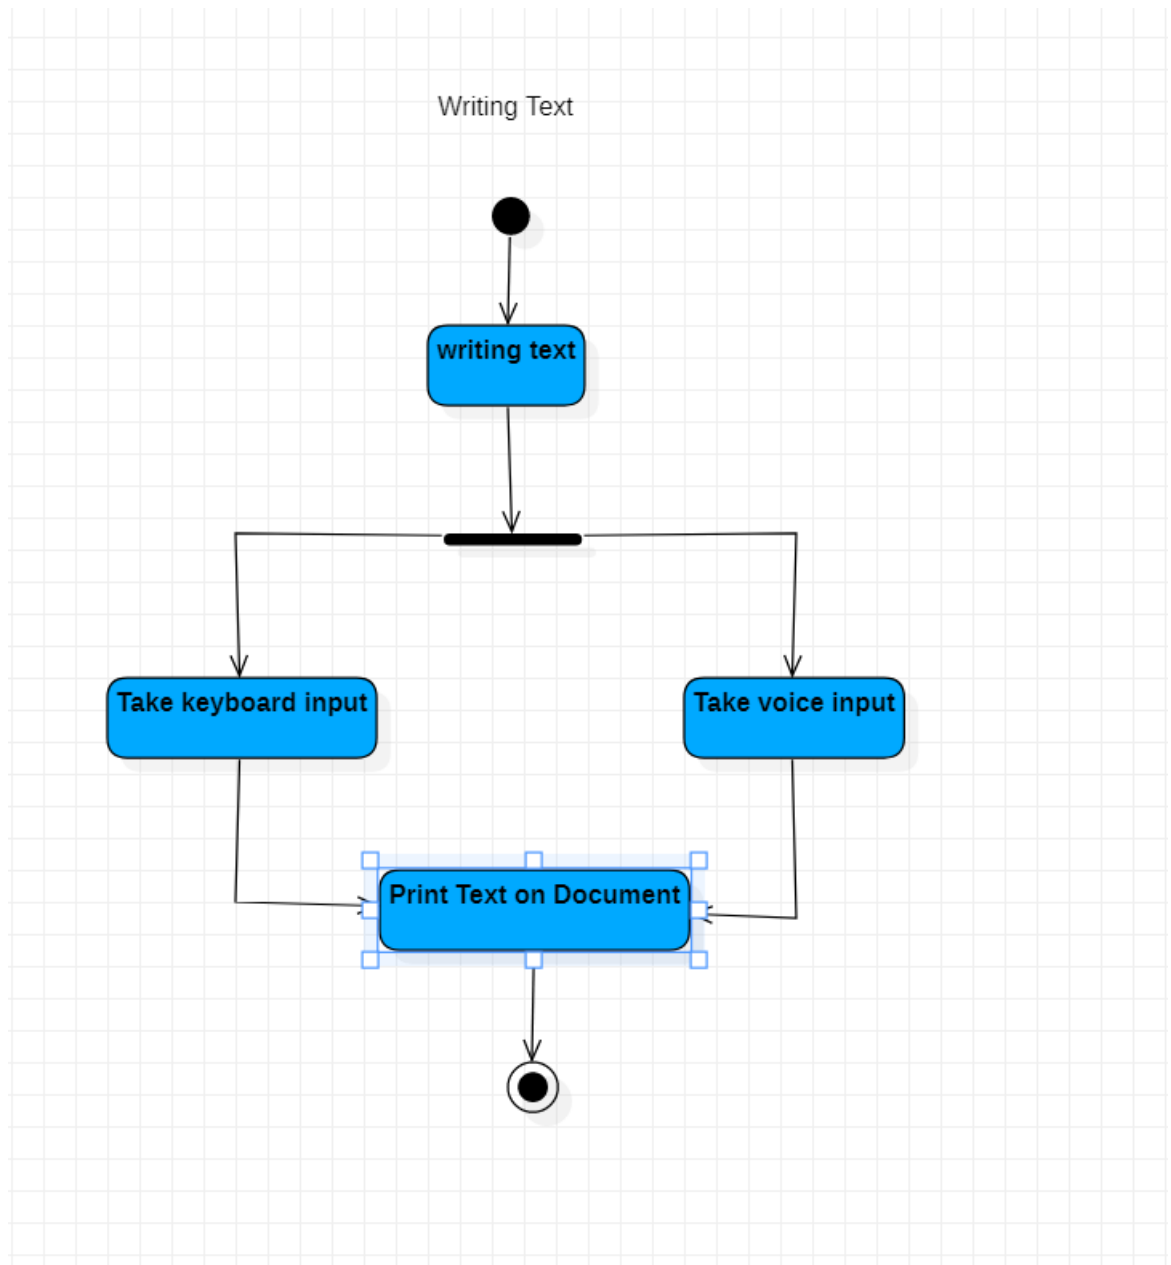 Writing Text
writing text
Take keyboard input
Take voice input
Print Text on Document